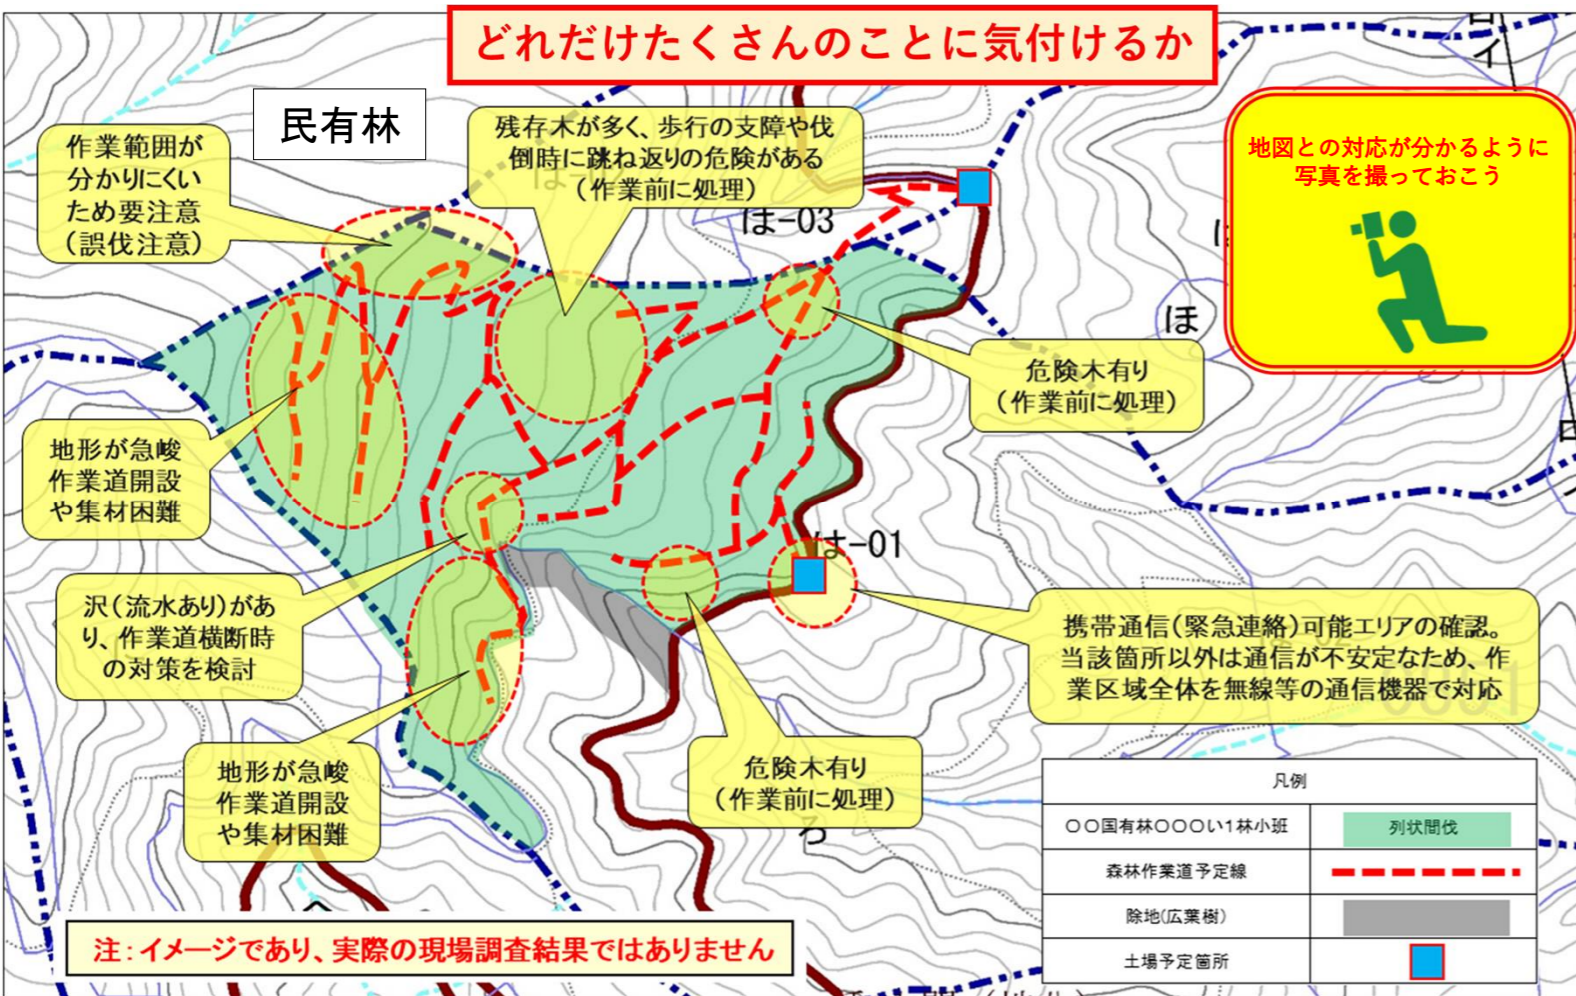 どれだけたくさんのことに気付けるか
民有林
作業範囲が
分かりにくい
ため要注意
（誤伐注意）
残存木が多く、歩行の支障や伐
倒時に跳ね返りの危険がある
（作業前に処理）
地図との対応が分かるように
写真を撮っておこう
イ
は-03
ほ
危険木有り
（作業前に処理）
地形が急峻
作業道開設
や集材困難
は-01
沢（流水あり）があ
り、作業道横断時
の対策を検討
携帯通信（緊急連絡）可能エリアの確認。
当該箇所以外は通信が不安定なため、作
業区域全体を無線等の通信機器で対応
地形が急峻
作業道開設
や集材困難
危険木有り
（作業前に処理）
ろ
凡例
〇〇国有林〇〇〇い1林小班
列状間伐
森林作業道予定線
除地(広葉樹)
土場予定箇所
注：イメージであり、実際の現場調査結果ではありません